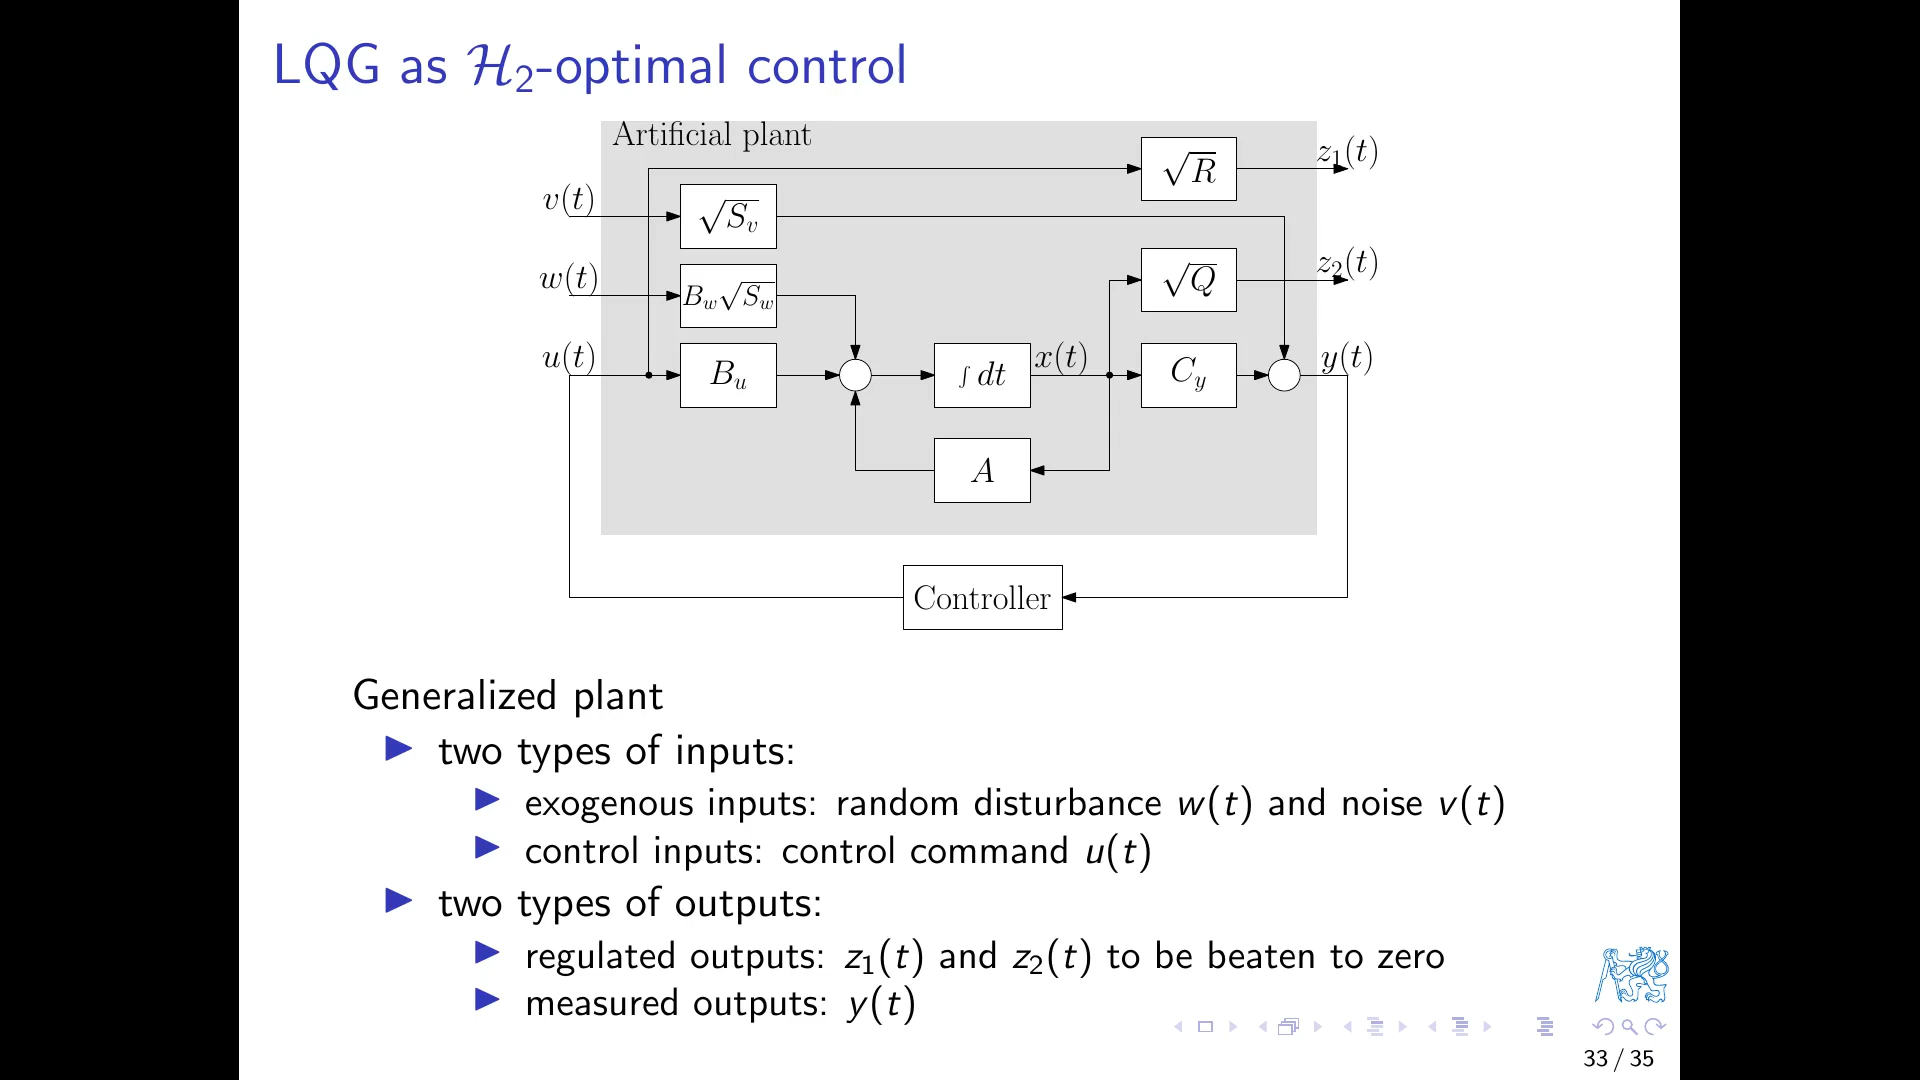 LQG as ℋ₂-optimal control
Artificial plant
√R
z₁(t)
v(t)
√Sᵥ
w(t)
B_w√S_w
√Q
z₂(t)
u(t)
Bᵤ
∫ dt
x(t)
C_y
y(t)
A
Controller
Generalized plant
▶ two types of inputs:
▶ exogenous inputs: random disturbance w(t) and noise v(t)
▶ control inputs: control command u(t)
▶ two types of outputs:
▶ regulated outputs: z₁(t) and z₂(t) to be beaten to zero
▶ measured outputs: y(t)
33 / 35